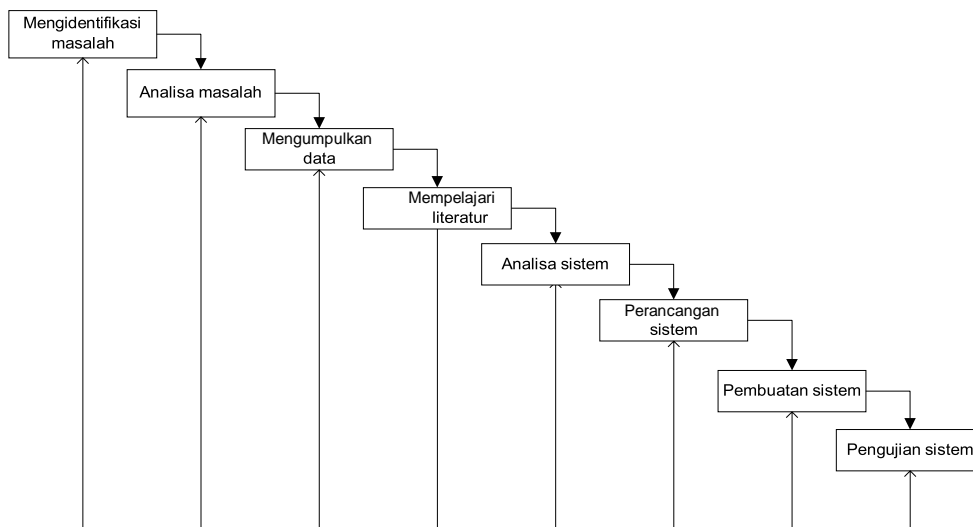 Mengidentifikasi
masalah
Analisa masalah
Mengumpulkan
data
Mempelajari
literatur
Analisa sistem
Perancangan
sistem
Pembuatan sistem
Pengujian sistem